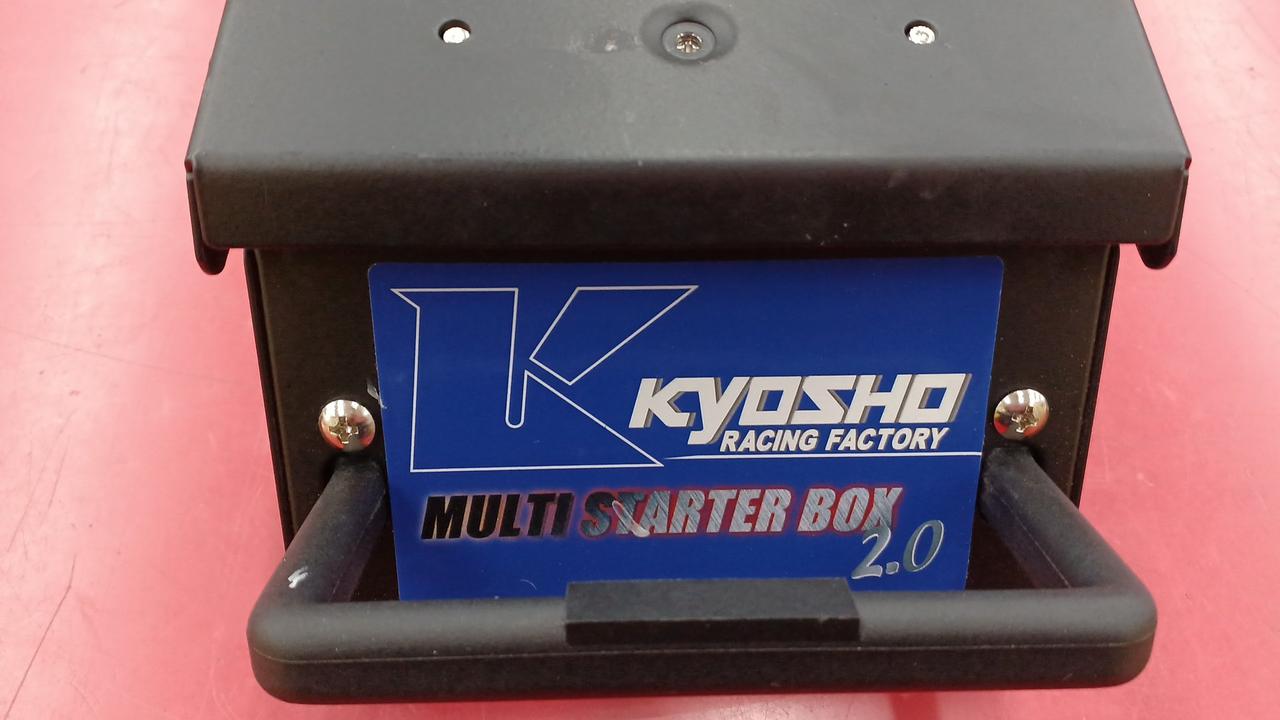 K
KYOSHO
RACING FACTORY
MULTI STARTER BOX
2.0